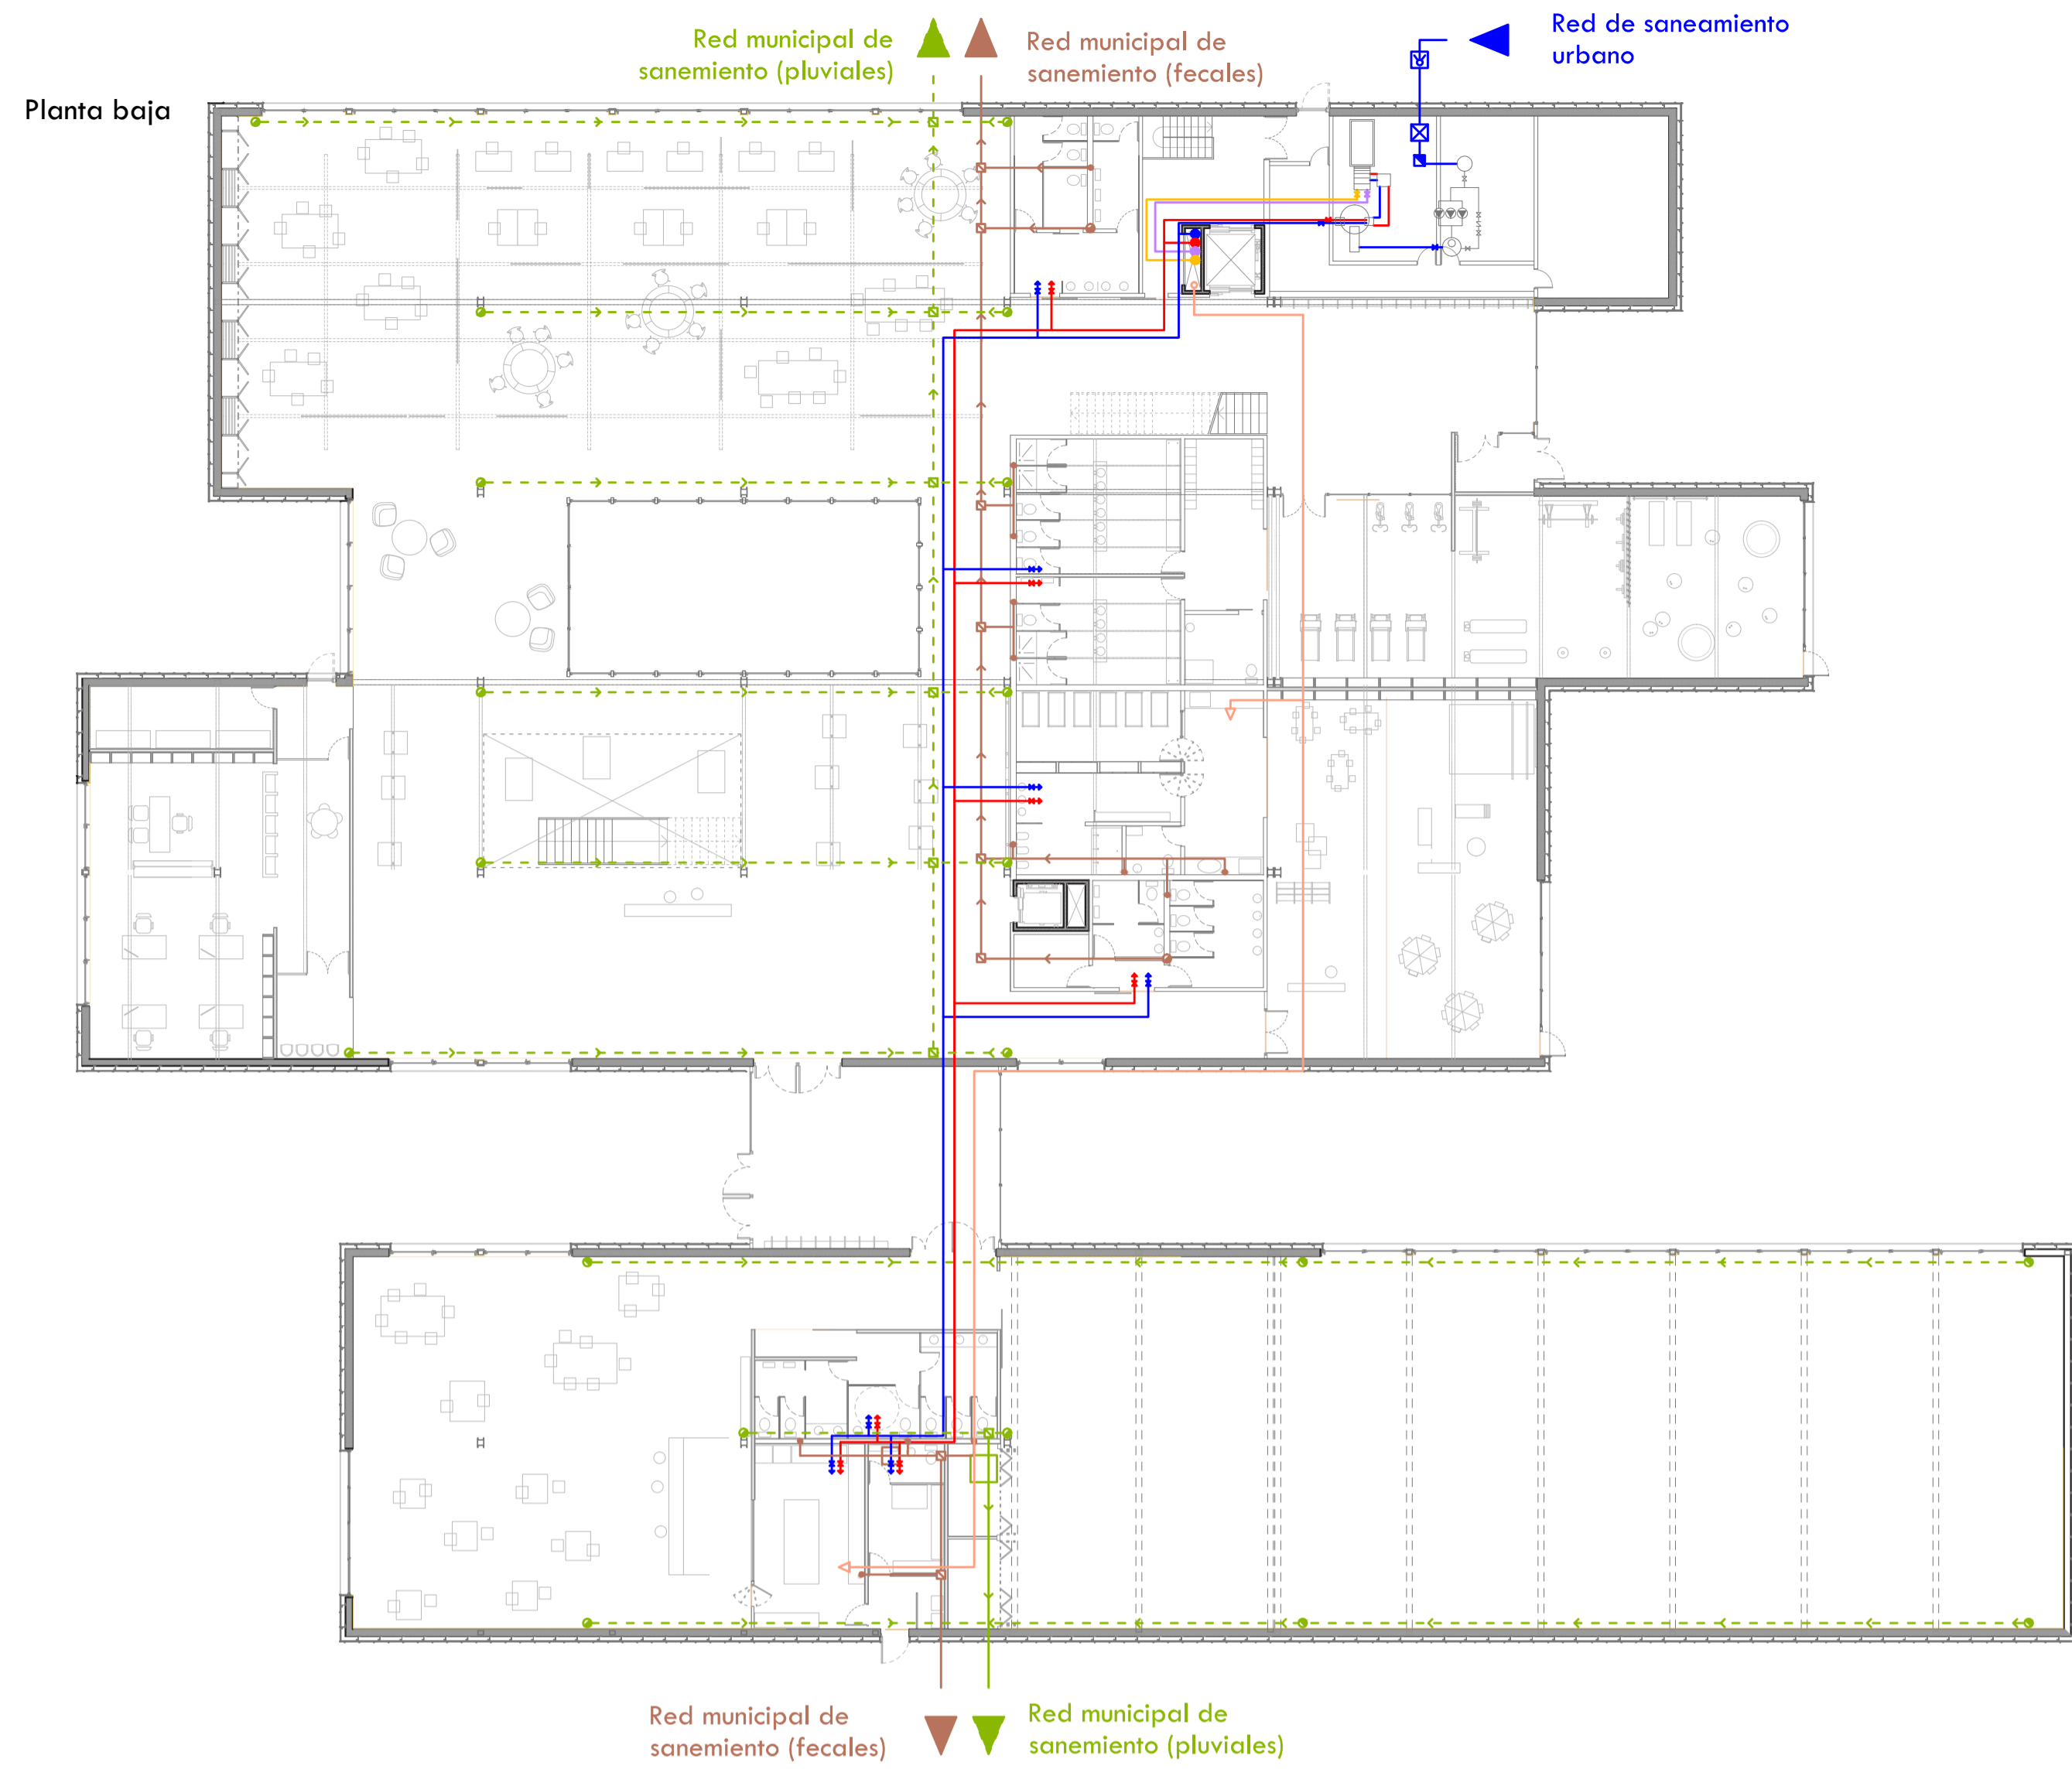 Red municipal de
sanemiento (pluviales)
Red municipal de
sanemiento (fecales)
Red de saneamiento
urbano
Planta baja
Red municipal de
sanemiento (fecales)
Red municipal de
sanemiento (pluviales)